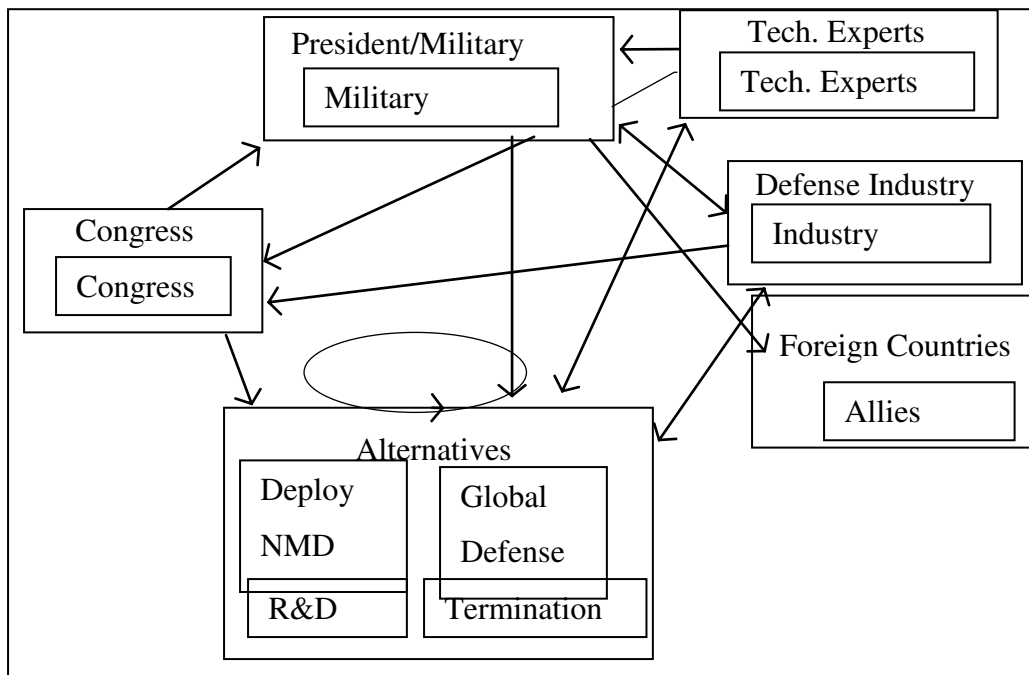 President/Military
Military
Tech. Experts
Tech. Experts
Defense Industry
Industry
Congress
Congress
Foreign Countries
Allies
Alternatives
Deploy
NMD
Global
Defense
R&D
Termination